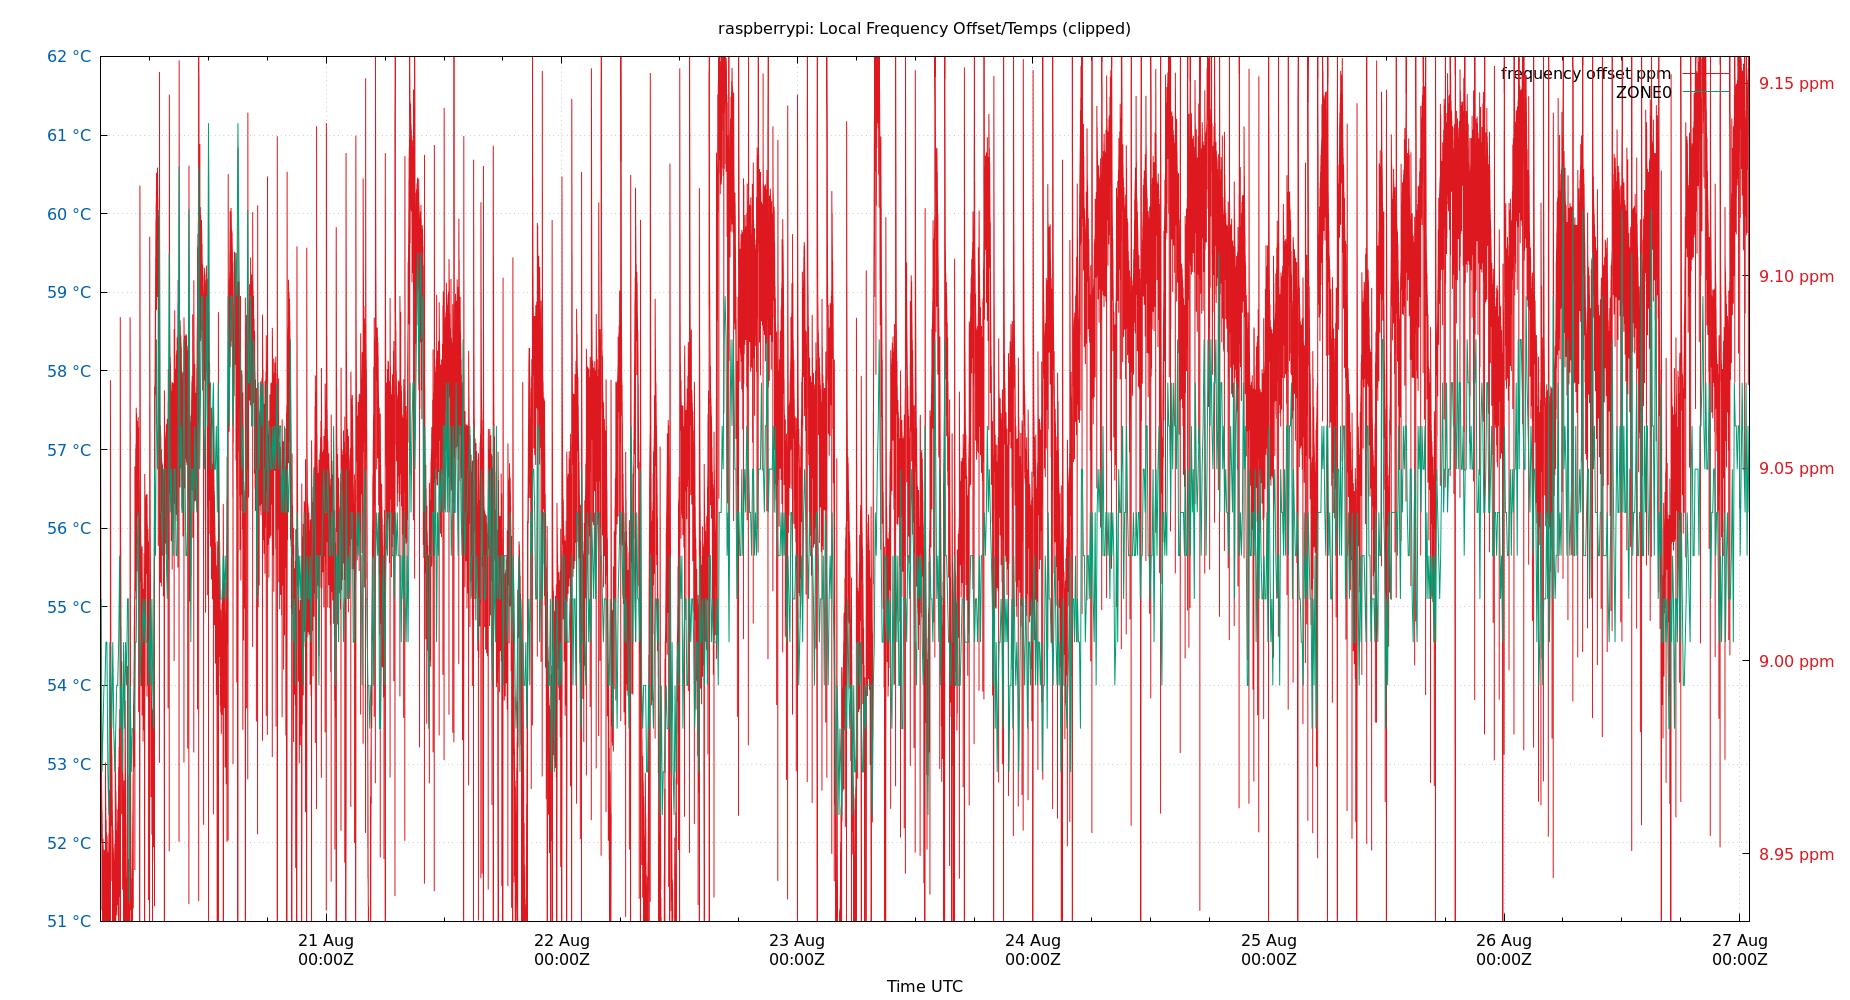 raspberrypi: Local Frequency Offset/Temps (clipped)
62 °C
61 °C
60 °C
59 °C
58 °C
57 °C
56 °C
55 °C
54 °C
53 °C
52 °C
51 °C
frequency offset ppm
ZONE0
9.15 ppm
9.10 ppm
9.05 ppm
9.00 ppm
8.95 ppm
21 Aug
00:00Z
22 Aug
00:00Z
23 Aug
00:00Z
24 Aug
00:00Z
25 Aug
00:00Z
26 Aug
00:00Z
27 Aug
00:00Z
Time UTC